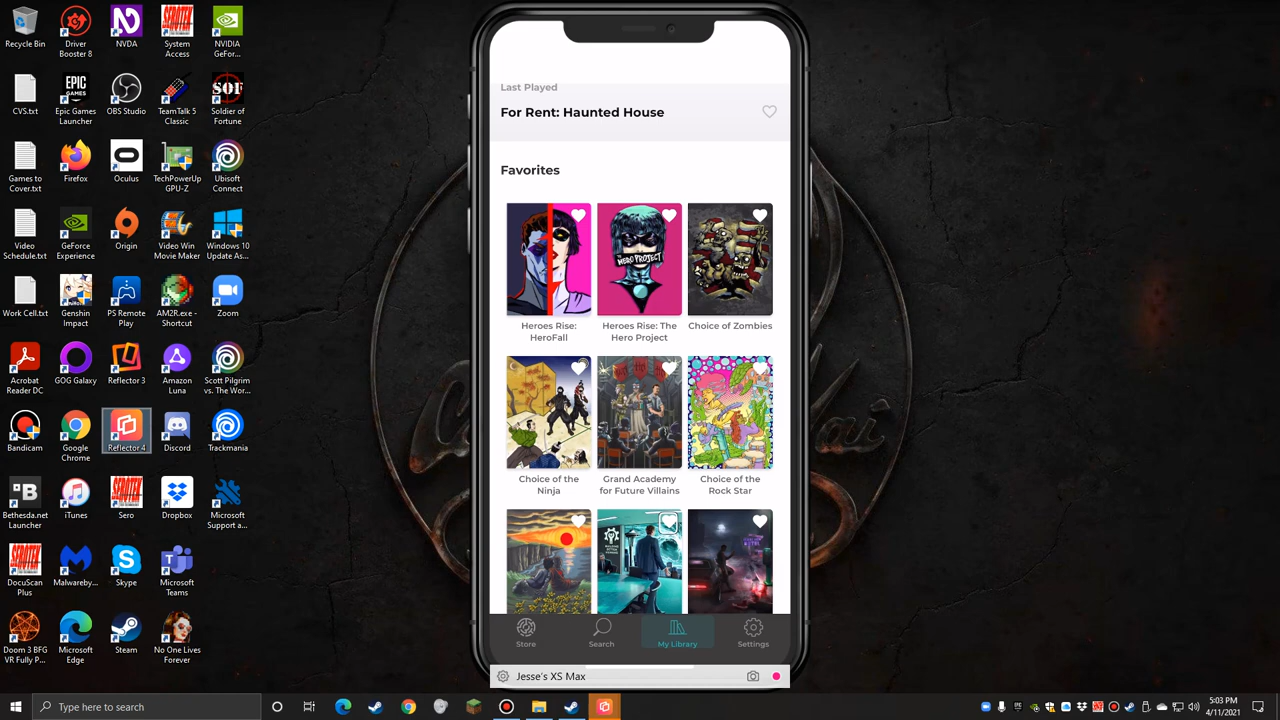 Recycle Bin
Driver
Booster 8
NVDA
System
Access
NVIDIA
GeFor...
CVS.txt
Epic Games
Launcher
OBS Studio
TeamTalk 5
Classic
Soldier of
Fortune
Games to
Cover.txt
Firefox
Oculus
TechPowerUp
GPU-Z
Ubisoft
Connect
Video
Schedule.txt
GeForce
Experience
Origin
Video Win
Movie Maker
Windows 10
Update As...
Work Cell.txt
Genshin
Impact
PS Remote
Play
AM2R.exe -
Shortcut
Zoom
Acrobat
Reader DC
GOG Galaxy
Reflector 3
Amazon
Luna
Scott Pilgrim
vs. The Wor...
Bandicam
Google
Chrome
Reflector 4
Discord
Trackmania
Bethesda.net
Launcher
iTunes
Sero
Dropbox
Microsoft
Support a...
DocuScan
Plus
Malwareby...
Skype
Microsoft
Teams
Doom 3 BFG
VR Fully P...
Microsoft
Edge
Steam
No One Lives
Forever
SEROTEK
EPIC
GAMES
SOF
SEROTEK
SEROTEK
Last Played
For Rent: Haunted House
Favorites
HERO PROJECT
Heroes Rise:
HeroFall
Heroes Rise: The
Hero Project
Choice of Zombies
Choice of the
Ninja
Grand Academy
for Future Villains
Choice of the
Rock Star
Store
Search
My Library
Settings
Jesse's XS Max
Type here to search
5:03 PM
4/11/2021